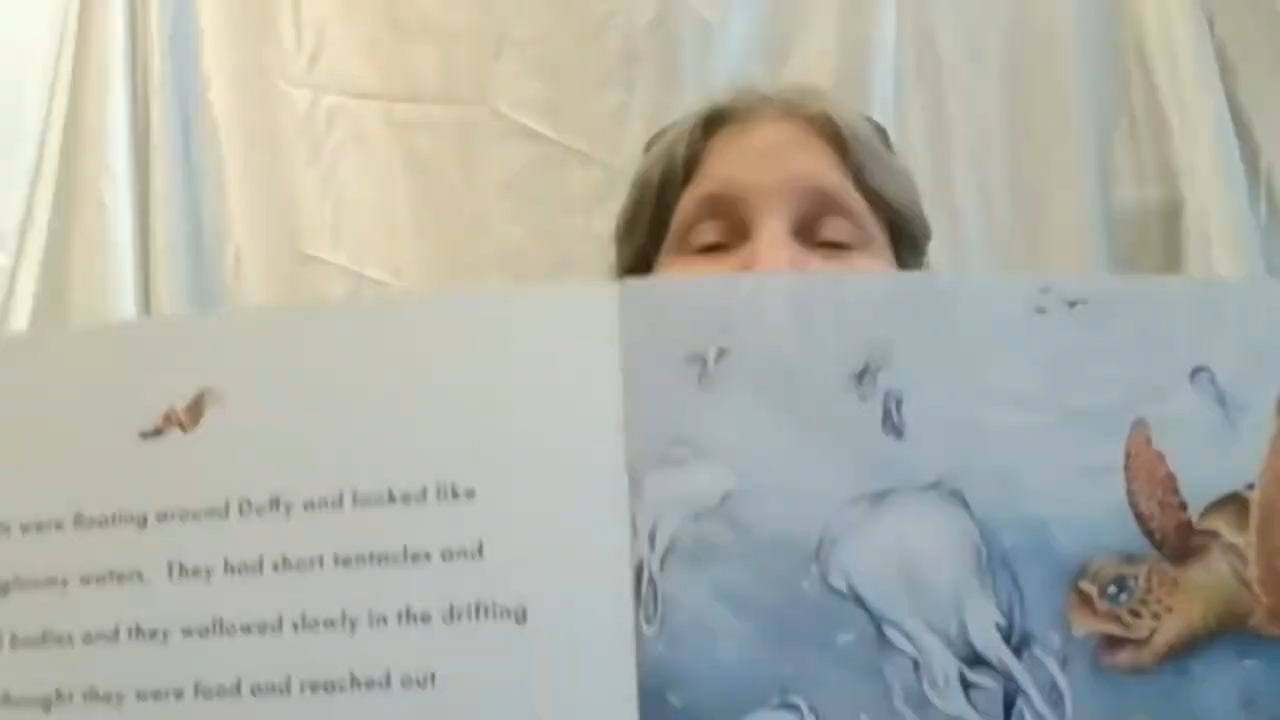 were floating around Duffy and looked like
gloomy waters. They had short tentacles and
bodies and they wallowed slowly in the drifting
thought they were food and reached out